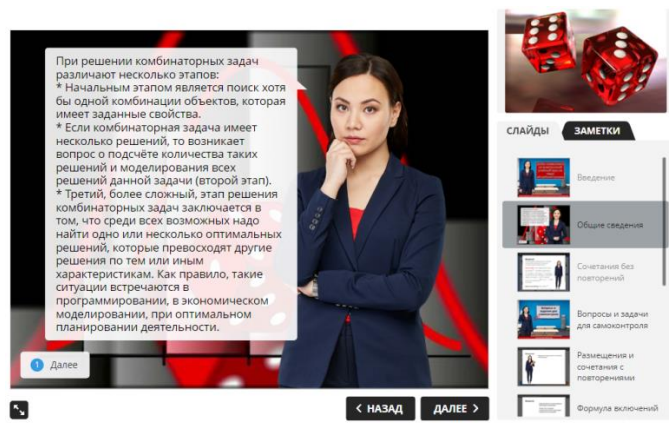 При решении комбинаторных задач
различают несколько этапов:
* Начальным этапом является поиск хотя
бы одной комбинации объектов, которая
имеет заданные свойства.
* Если комбинаторная задача имеет
несколько решений, то возникает
вопрос о подсчёте количества таких
решений и моделирования всех
решений данной задачи (второй этап).
* Третий, более сложный, этап решения
комбинаторных задач заключается в
том, что среди всех возможных надо
найти одно или несколько оптимальных
решений, которые превосходят другие
решения по тем или иным
характеристикам. Как правило, такие
ситуации встречаются в
программировании, в экономическом
моделировании, при оптимальном
планировании деятельности.
1 Далее
НАЗАД
ДАЛЕЕ
СЛАЙДЫ
ЗАМЕТКИ
Введение
Общие сведения
Сочетания без
повторений
Вопросы и задачи
для самоконтроля
Размещения и
сочетания с
повторениями
Формула включений